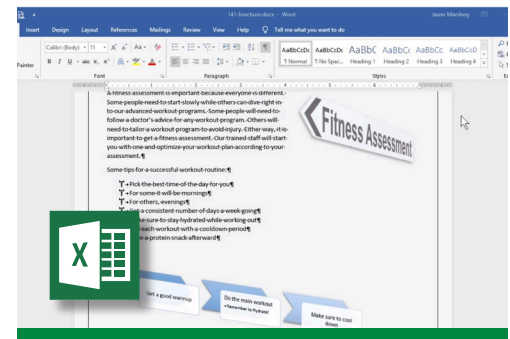 141-brochure.docx - Word
Jason Manibog
Insert Design Layout References Mailings Review View Help Tell me what you want to do
Calibri (Body) 11 A A Aa
Painter B I U abc x₂ x² A A
Font Paragraph Styles
AaBbCcDc AaBbCcDc AaBbC AaBbCc AaBbCc AaBbCcD
¶ Normal ¶ No Spac... Heading 1 Heading 2 Heading 3 Heading 4
A fitness assessment is important because everyone is different.
Some people need to start slowly while others can dive right in
to our advanced workout programs. Some people will need to
follow a doctor's advice for any workout program. Others will
need to tailor a workout program to avoid injury. Either way, it is
important to get a fitness assessment. Our trained staff will start
you with one and optimize your workout plan according to your
assessment.¶
Fitness Assessment
Some tips for a successful workout routine:¶
Pick the best time of the day for you¶
For some it will be mornings¶
For others, evenings¶
Get a consistent number of days a week going¶
sure to stay hydrated while working out¶
each workout with a cooldown period¶
a protein snack afterward¶
X
Get a good warmup
Do the main workout
Remember to Hydrate!
Make sure to cool
down